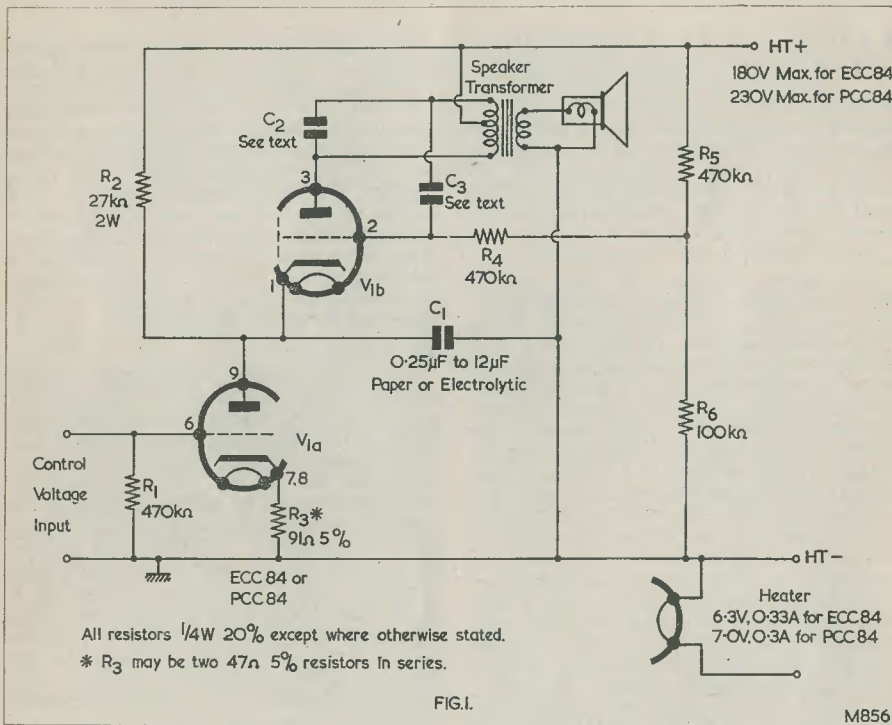 HT+
180V Max. for ECC84
230V Max. for PCC84
Speaker
Transformer
C2
See text
C3
See text
R2
27kΩ
2W
3
2
1
V1b
R4
470kΩ
R5
470kΩ
C1
0·25µF to 12µF
Paper or Electrolytic
9
6
V1a
7,8
Control
Voltage
Input
R1
470kΩ
R3*
91Ω 5%
R6
100kΩ
HT-
ECC 84 or
PCC 84
Heater
6·3V, 0·33A for ECC84
7·0V, 0·3A for PCC84
All resistors 1/4W 20% except where otherwise stated.
* R3 may be two 47Ω 5% resistors in series.
FIG.1.
M856